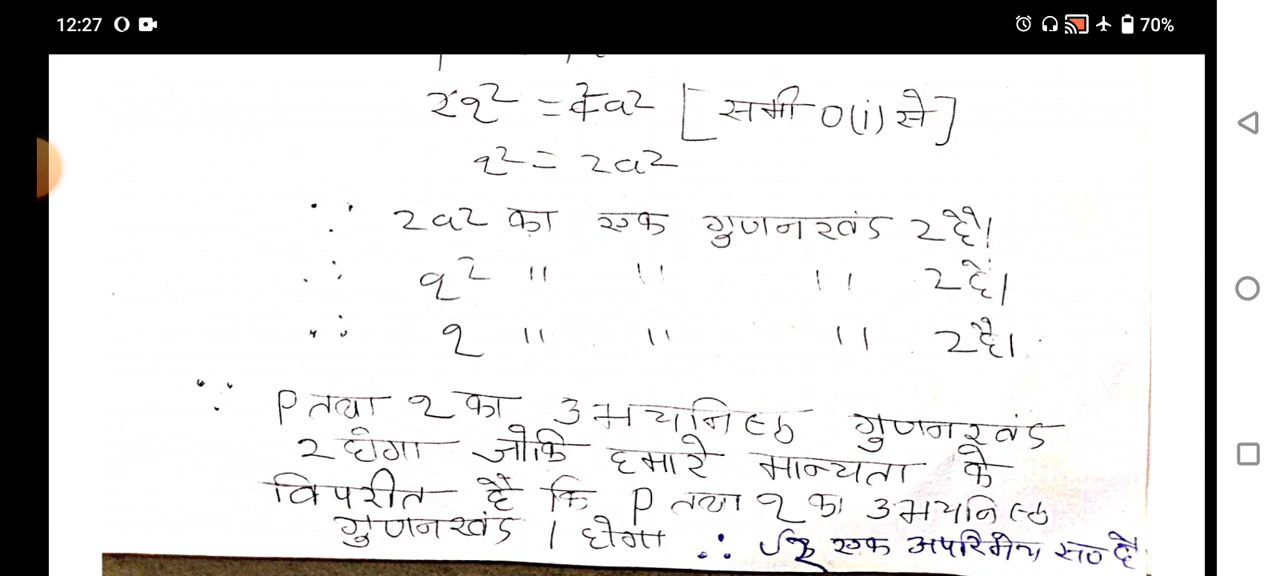 12:27
70%
2q² = 4a² [समी0(i) से]
q² = 2a²
∵ 2a² का एक गुणनखंड 2 है।
∴ q² " " " 2 है।
∴ q " " " 2 है।
∵ P तथा q का उभयनिष्ठ गुणनखंड
2 होगा जोकि हमारे मान्यता के
विपरीत है कि P तथा q का उभयनिष्ठ
गुणनखंड 1 होगा ∴ √2 एक अपरिमेय सं० है